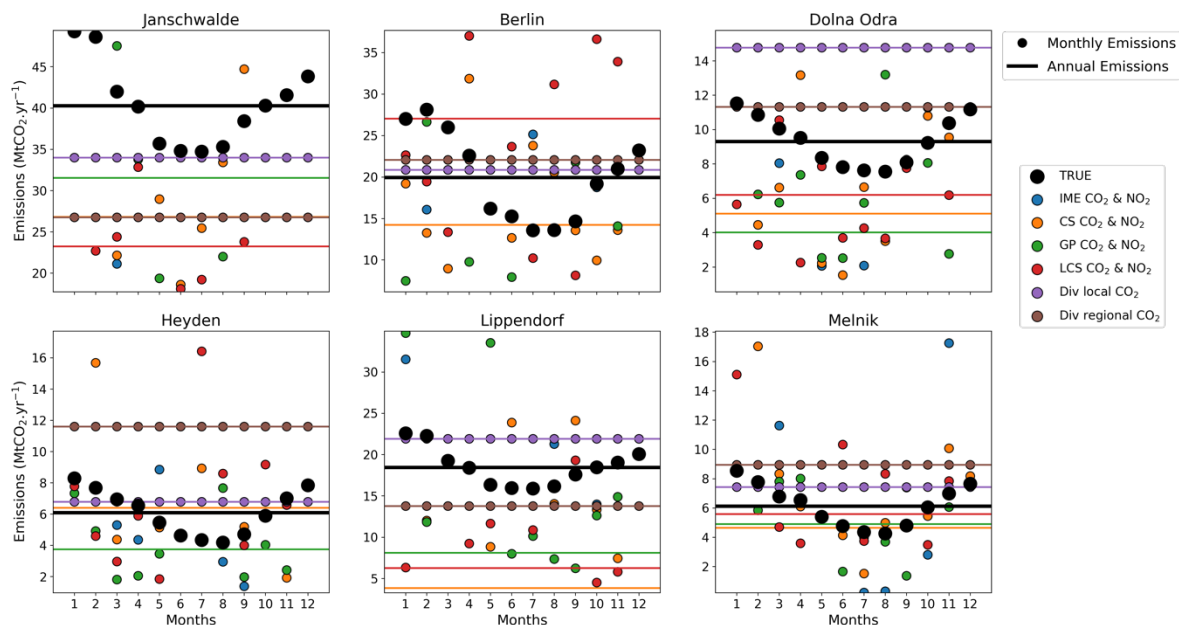 Janschwalde
Berlin
Dolna Odra
Monthly Emissions
Annual Emissions
Emissions (MtCO₂.yr⁻¹)
45
40
35
30
25
20
35
30
25
20
15
10
14
12
10
8
6
4
2
TRUE
IME CO₂ & NO₂
CS CO₂ & NO₂
GP CO₂ & NO₂
LCS CO₂ & NO₂
Div local CO₂
Div regional CO₂
Heyden
Lippendorf
Melnik
Emissions (MtCO₂.yr⁻¹)
16
14
12
10
8
6
4
2
30
25
20
15
10
5
18
16
14
12
10
8
6
4
2
1 2 3 4 5 6 7 8 9 10 11 12
1 2 3 4 5 6 7 8 9 10 11 12
1 2 3 4 5 6 7 8 9 10 11 12
Months
Months
Months